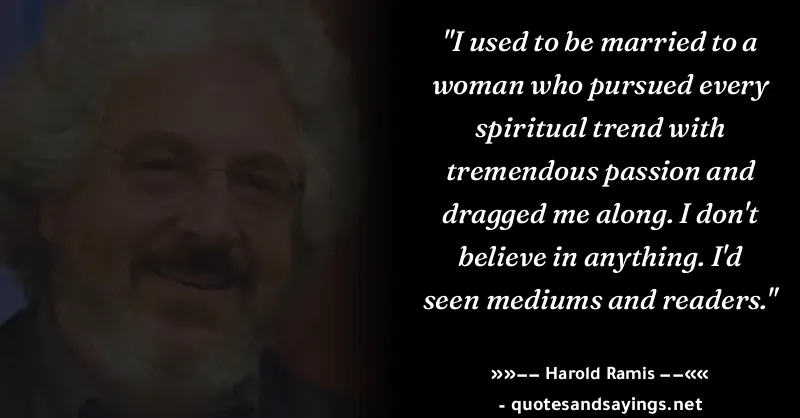 "I used to be married to a
woman who pursued every
spiritual trend with
tremendous passion and
dragged me along. I don't
believe in anything. I'd
seen mediums and readers."
»»—— Harold Ramis ——««
- quotesandsayings.net